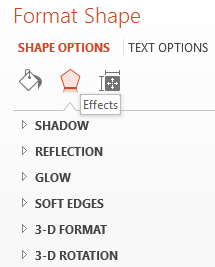 Format Shape
SHAPE OPTIONS TEXT OPTIONS
Effects
SHADOW
REFLECTION
GLOW
SOFT EDGES
3-D FORMAT
3-D ROTATION